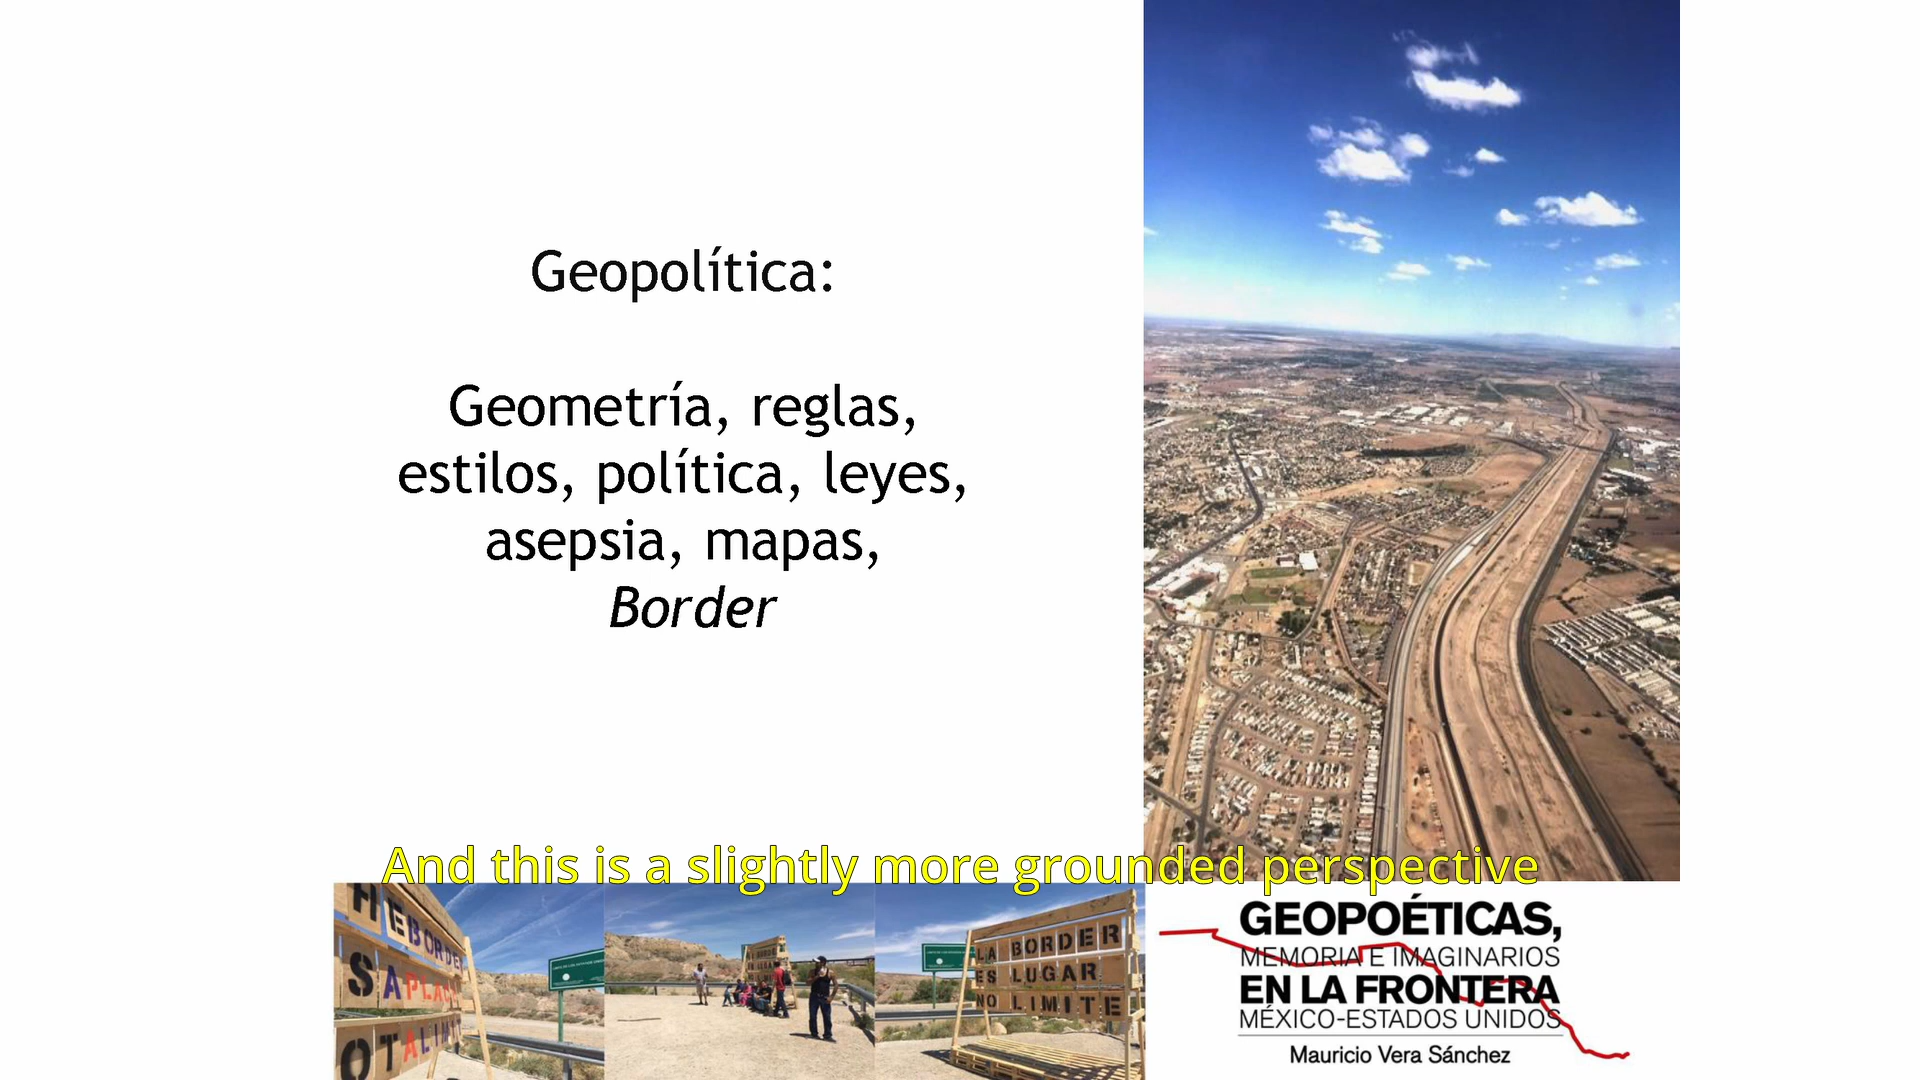 Geopolítica:
Geometría, reglas,
estilos, política, leyes,
asepsia, mapas,
Border
And this is a slightly more grounded perspective
LA BORDER
ES LUGAR
NO LIMITE
GEOPOÉTICAS,
MEMORIA E IMAGINARIOS
EN LA FRONTERA
MÉXICO-ESTADOS UNIDOS
Mauricio Vera Sánchez